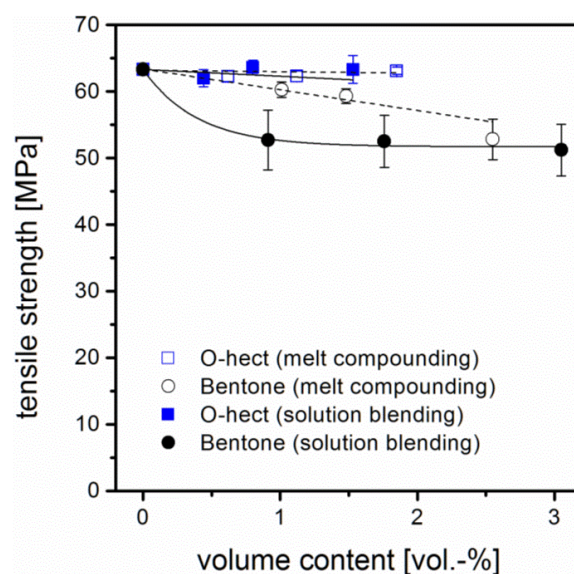 70
60
50
40
30
20
10
0
tensile strength [MPa]
O-hect (melt compounding)
Bentone (melt compounding)
O-hect (solution blending)
Bentone (solution blending)
0 1 2 3
volume content [vol.-%]